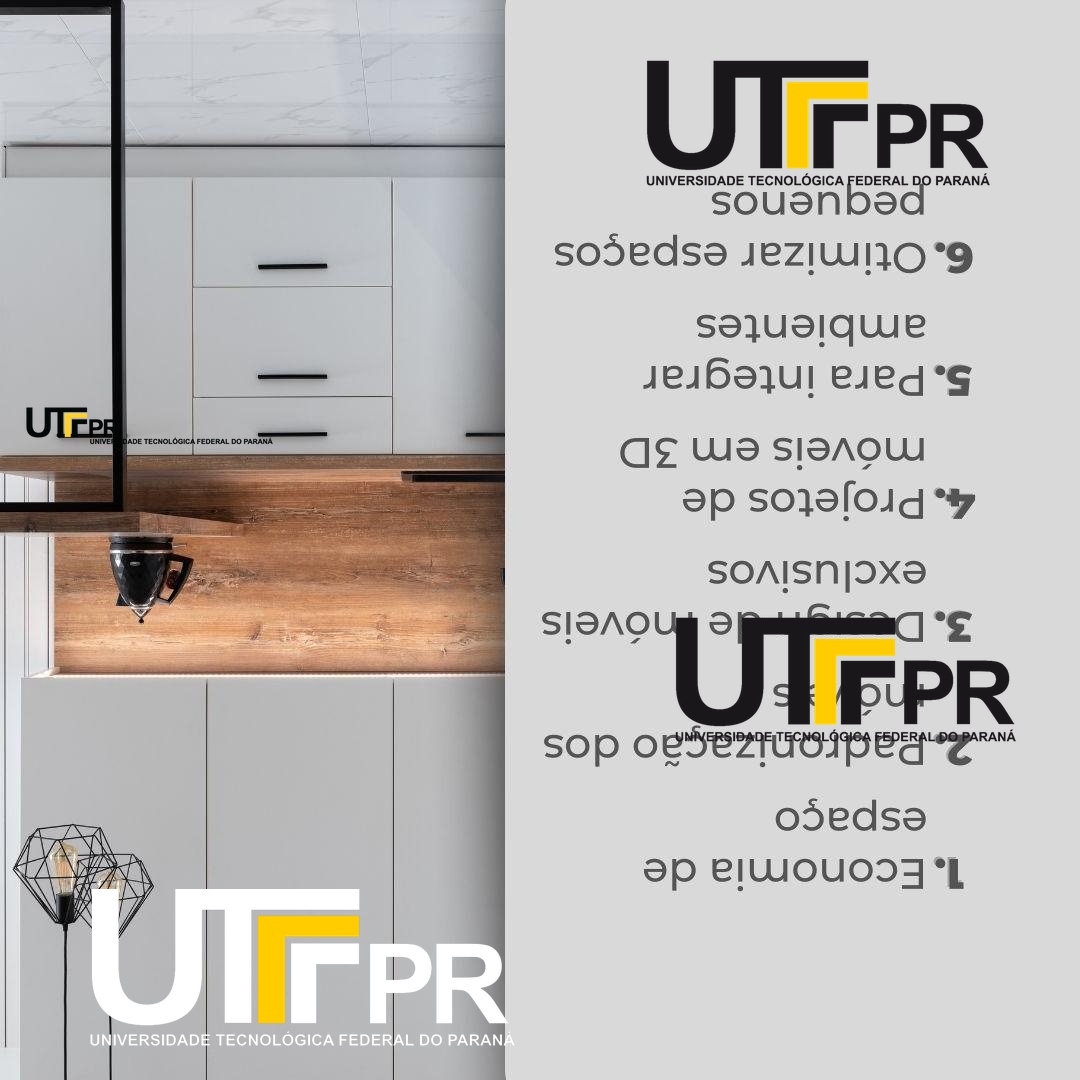 1. Economia de
espaço
2. Padronização dos
móveis
3. Design de móveis
exclusivos
4. Projetos de
móveis em 3D
5. Para integrar
ambientes
6. Otimizar espaços
pequenos
UTFPR
UNIVERSIDADE TECNOLÓGICA FEDERAL DO PARANÁ
UTFPR
UNIVERSIDADE TECNOLÓGICA FEDERAL DO PARANÁ
UTFPR
UNIVERSIDADE TECNOLÓGICA FEDERAL DO PARANÁ
UTFPR
UNIVERSIDADE TECNOLÓGICA FEDERAL DO PARANÁ